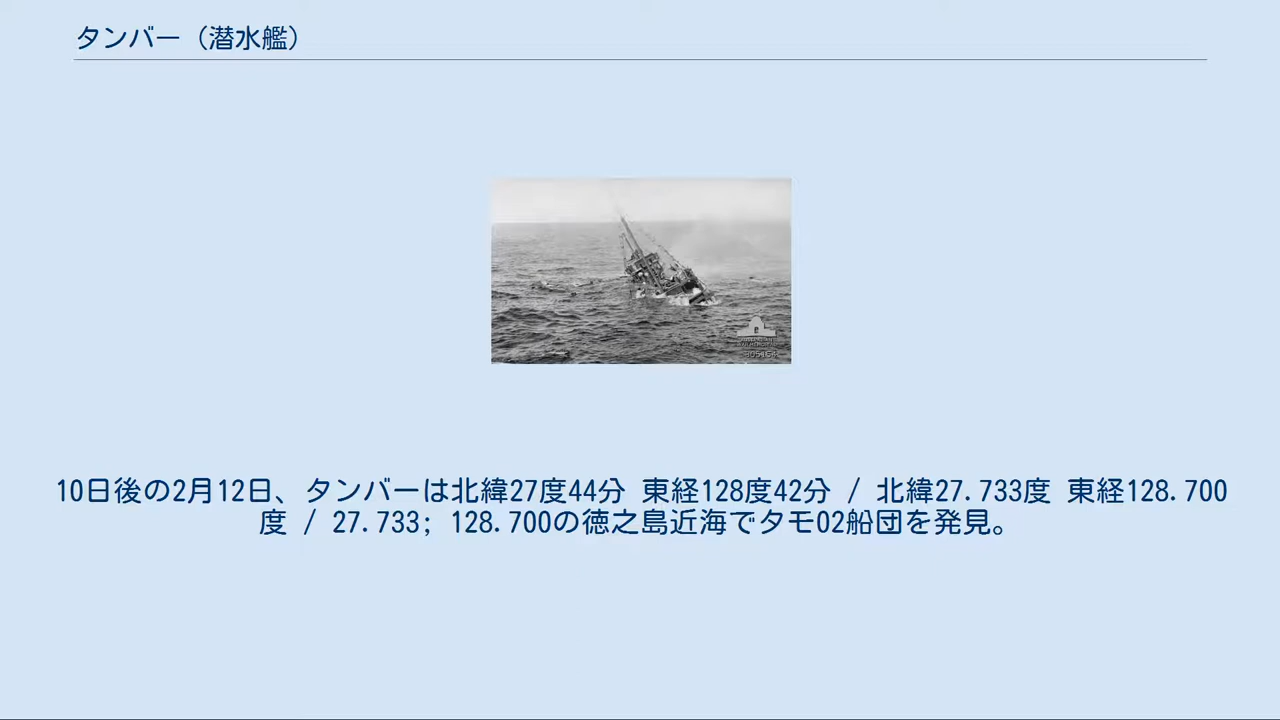 タンバー（潜水艦）
305164
10日後の2月12日、タンバーは北緯27度44分 東経128度42分 / 北緯27.733度 東経128.700
度 / 27.733; 128.700の徳之島近海でタモ02船団を発見。